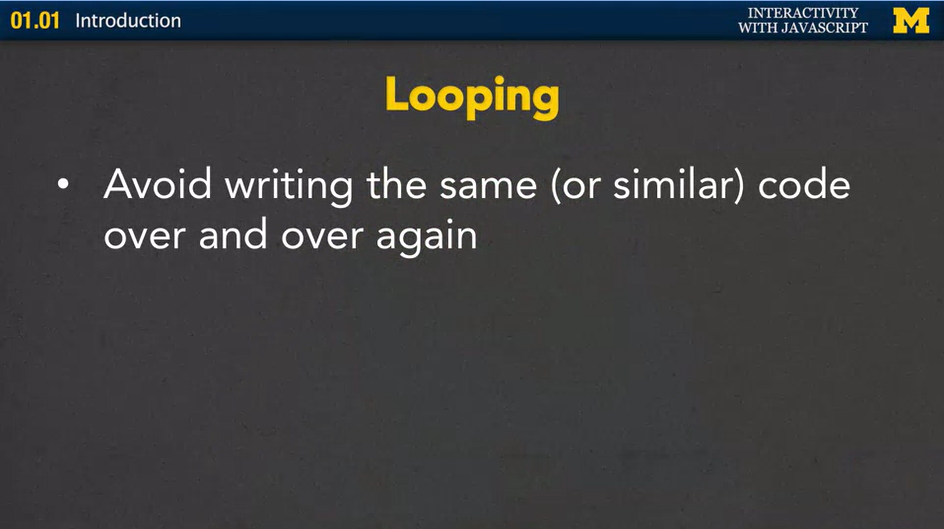 01.01 Introduction
INTERACTIVITY
WITH JAVASCRIPT
M
Looping
• Avoid writing the same (or similar) code
over and over again